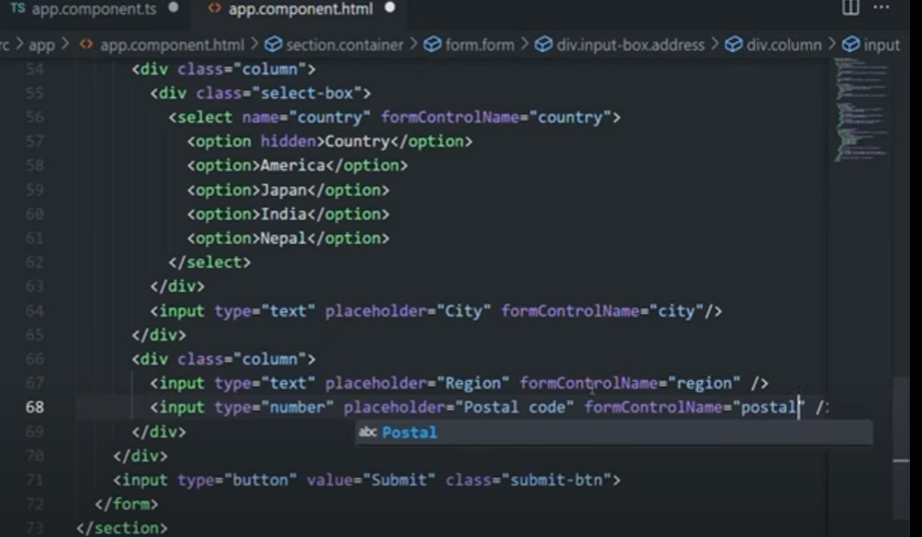 TS app.component.ts ● <> app.component.html ●
rc > app > <> app.component.html > section.container > form.form > div.input-box.address > div.column > input
54 <div class="column">
55 <div class="select-box">
56 <select name="country" formControlName="country">
57 <option hidden>Country</option>
58 <option>America</option>
59 <option>Japan</option>
60 <option>India</option>
61 <option>Nepal</option>
62 </select>
63 </div>
64 <input type="text" placeholder="City" formControlName="city"/>
65 </div>
66 <div class="column">
67 <input type="text" placeholder="Region" formControlName="region" />
68 <input type="number" placeholder="Postal code" formControlName="postal" /
69 </div>
abc Postal
70 </div>
71 <input type="button" value="Submit" class="submit-btn">
72 </form>
73 </section>